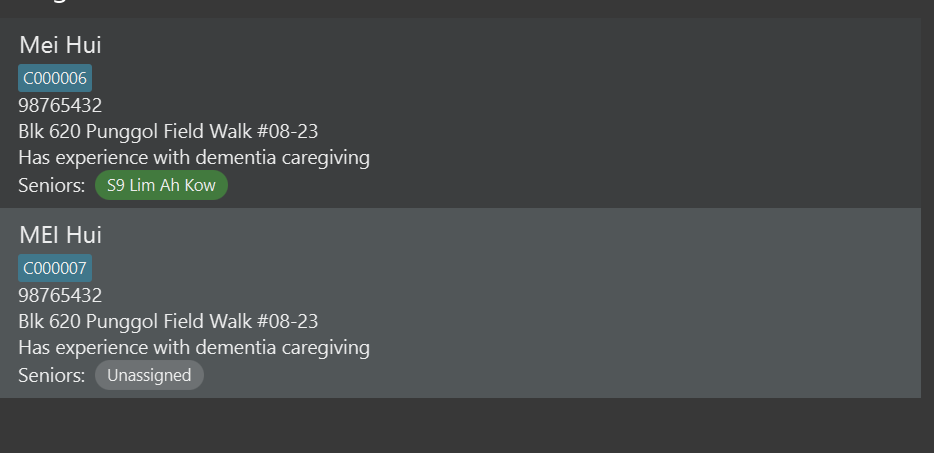 Mei Hui
C000006
98765432
Blk 620 Punggol Field Walk #08-23
Has experience with dementia caregiving
Seniors: S9 Lim Ah Kow
MEI Hui
C000007
98765432
Blk 620 Punggol Field Walk #08-23
Has experience with dementia caregiving
Seniors: Unassigned